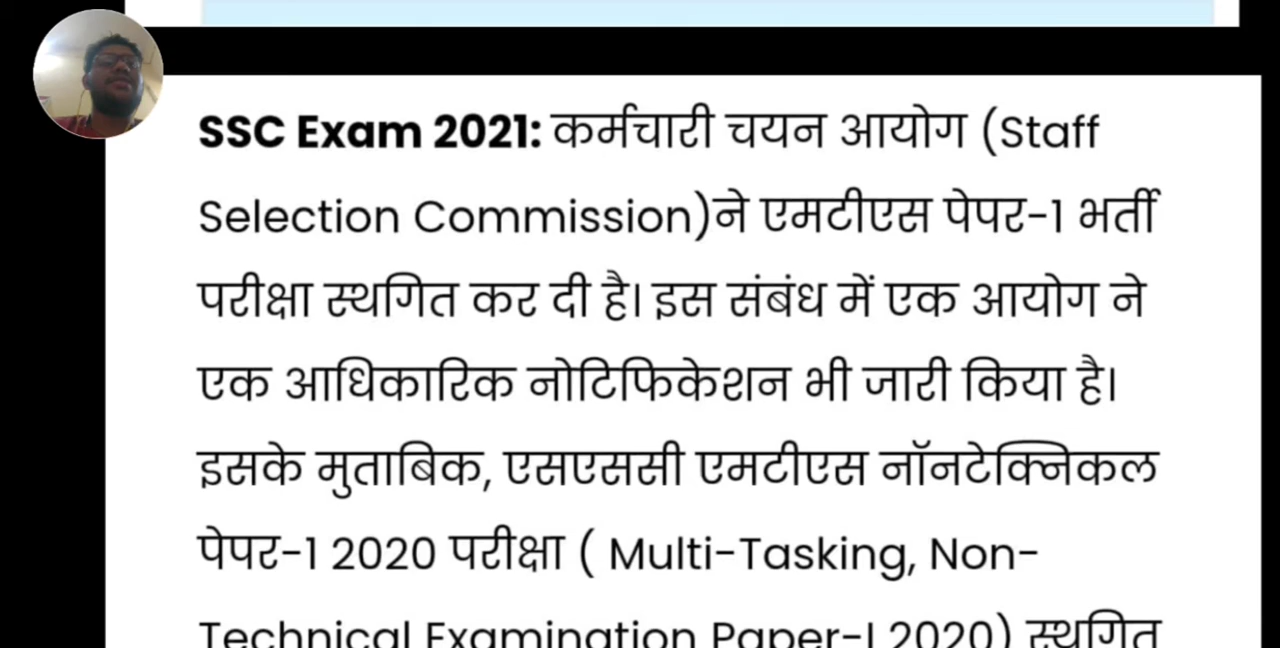 SSC Exam 2021: कर्मचारी चयन आयोग (Staff
Selection Commission)ने एमटीएस पेपर-1 भर्ती
परीक्षा स्थगित कर दी है। इस संबंध में एक आयोग ने
एक आधिकारिक नोटिफिकेशन भी जारी किया है।
इसके मुताबिक, एसएससी एमटीएस नॉनटेक्निकल
पेपर-1 2020 परीक्षा ( Multi-Tasking, Non-
Technical Examination Paper-I 2020) स्थगित